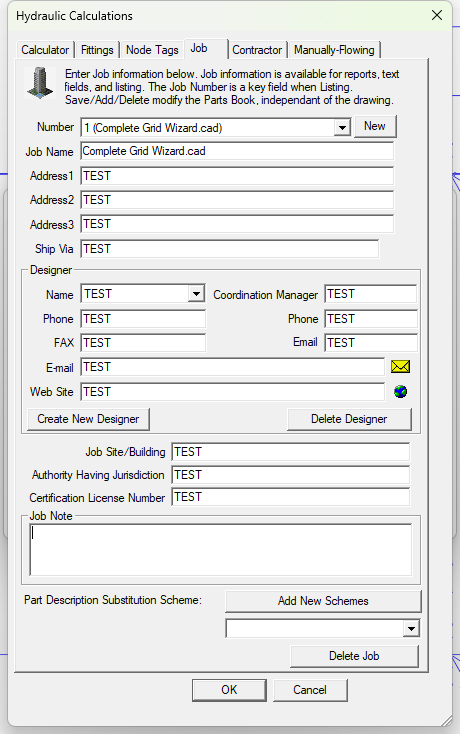 Hydraulic Calculations
Calculator Fittings Node Tags Job Contractor Manually-Flowing
Enter Job information below. Job information is available for reports, text
fields, and listing. The Job Number is a key field when Listing.
Save/Add/Delete modify the Parts Book, independant of the drawing.
Number 1 (Complete Grid Wizard.cad) New
Job Name Complete Grid Wizard.cad
Address1 TEST
Address2 TEST
Address3 TEST
Ship Via TEST
Designer
Name TEST Coordination Manager TEST
Phone TEST Phone TEST
FAX TEST Email TEST
E-mail TEST
Web Site TEST
Create New Designer Delete Designer
Job Site/Building TEST
Authority Having Jurisdiction TEST
Certification License Number TEST
Job Note
Part Description Substitution Scheme: Add New Schemes
Delete Job
OK Cancel